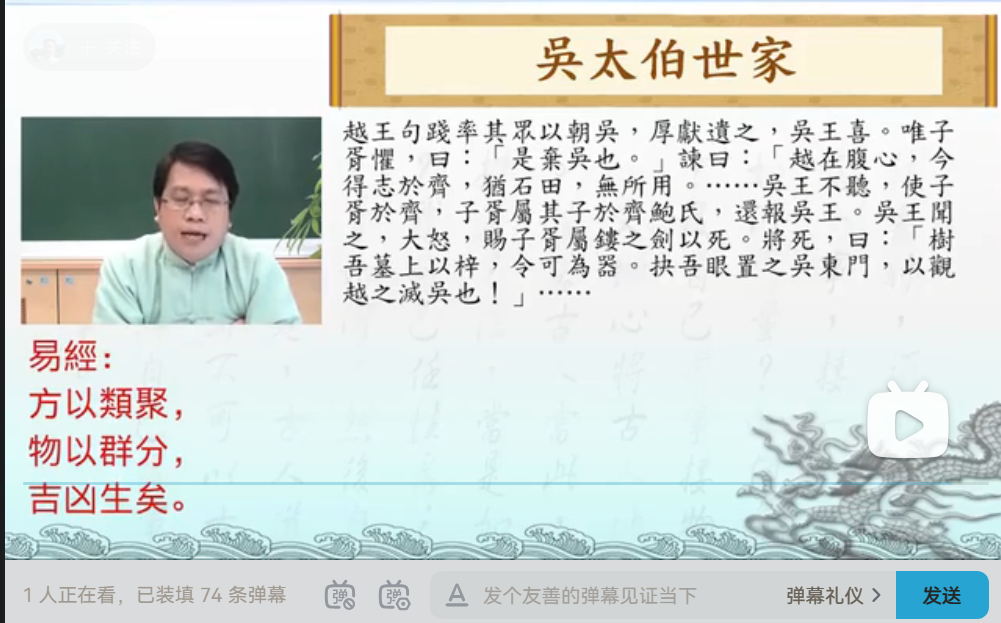 吳太伯世家
越王句踐率其眾以朝吳，厚獻遺之，吳王喜。唯子
胥懼，曰：「是棄吳也。」諫曰：「越在腹心，今
得志於齊，猶石田，無所用。⋯⋯吳王不聽，使子
胥於齊，子胥屬其子於齊鮑氏，還報吳王。吳王聞
之，大怒，賜子胥屬鏤之劍以死。將死，曰：「樹
吾墓上以梓，令可為器。抉吾眼置之吳東門，以觀
越之滅吳也！」⋯⋯
易經：
方以類聚，
物以群分，
吉凶生矣。
1 人正在看，已装填 74 条弹幕
弹
弹
A
发个友善的弹幕见证当下
弹幕礼仪 >
发送